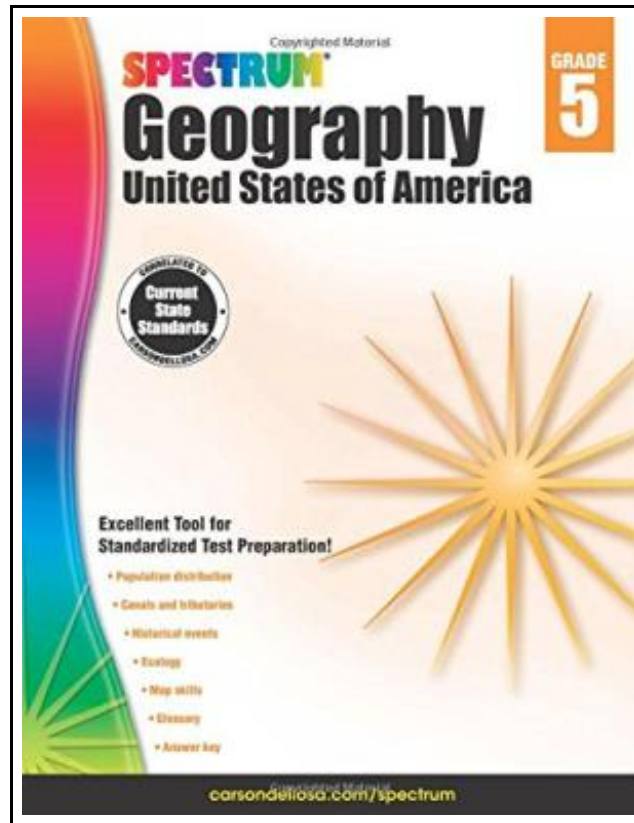 Copyrighted Material
SPECTRUM®
Geography
United States of America
GRADE
5
CORRELATED TO
Current
State
Standards
CARSONDELLOSA.COM
Excellent Tool for
Standardized Test Preparation!
• Population distribution
• Canals and tributaries
• Historical events
• Ecology
• Map skills
• Glossary
• Answer key
Copyrighted Material
carsondellosa.com/spectrum